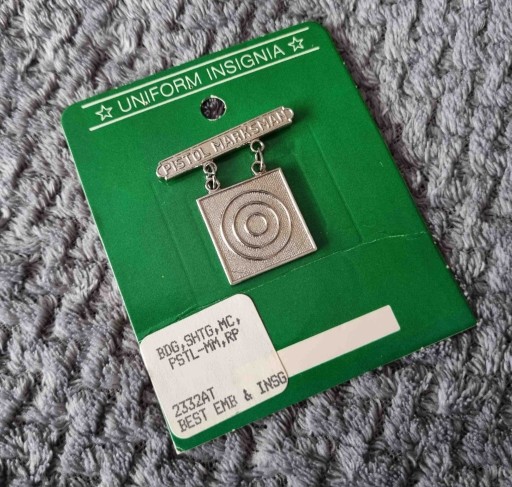 ☆ UNIFORM INSIGNIA ☆
PISTOL MARKSMAN
BDG,SHTG,MC,
PSTL-MM,RP
2332AT
BEST EMB & INSG